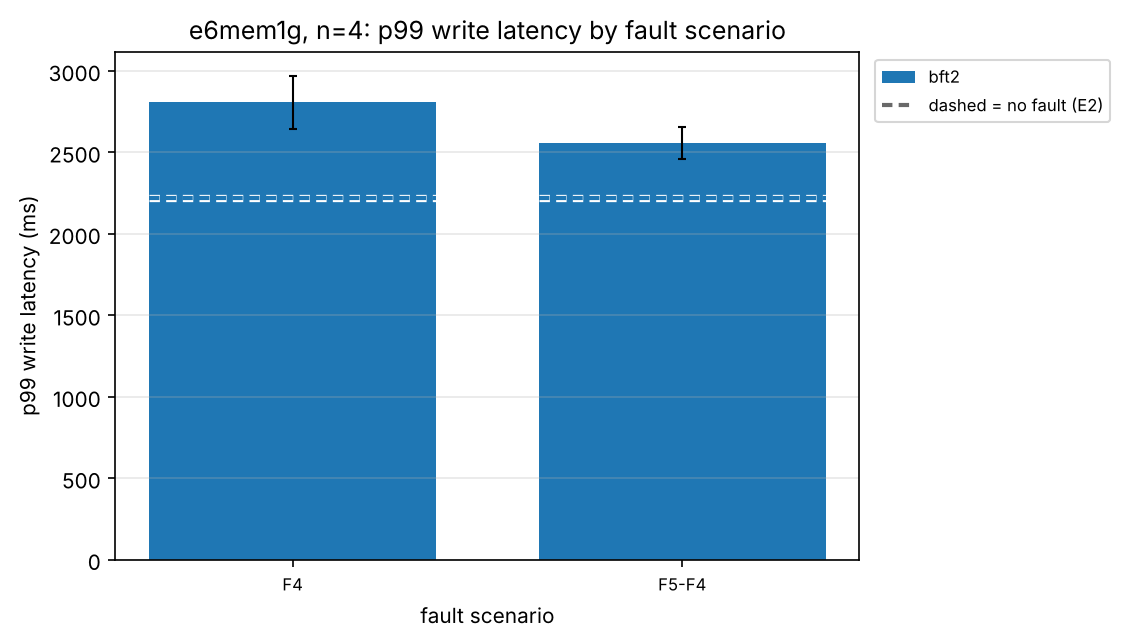 e6mem1g, n=4: p99 write latency by fault scenario
bft2
dashed = no fault (E2)
p99 write latency (ms)
3000
2500
2000
1500
1000
500
0
F4
F5-F4
fault scenario